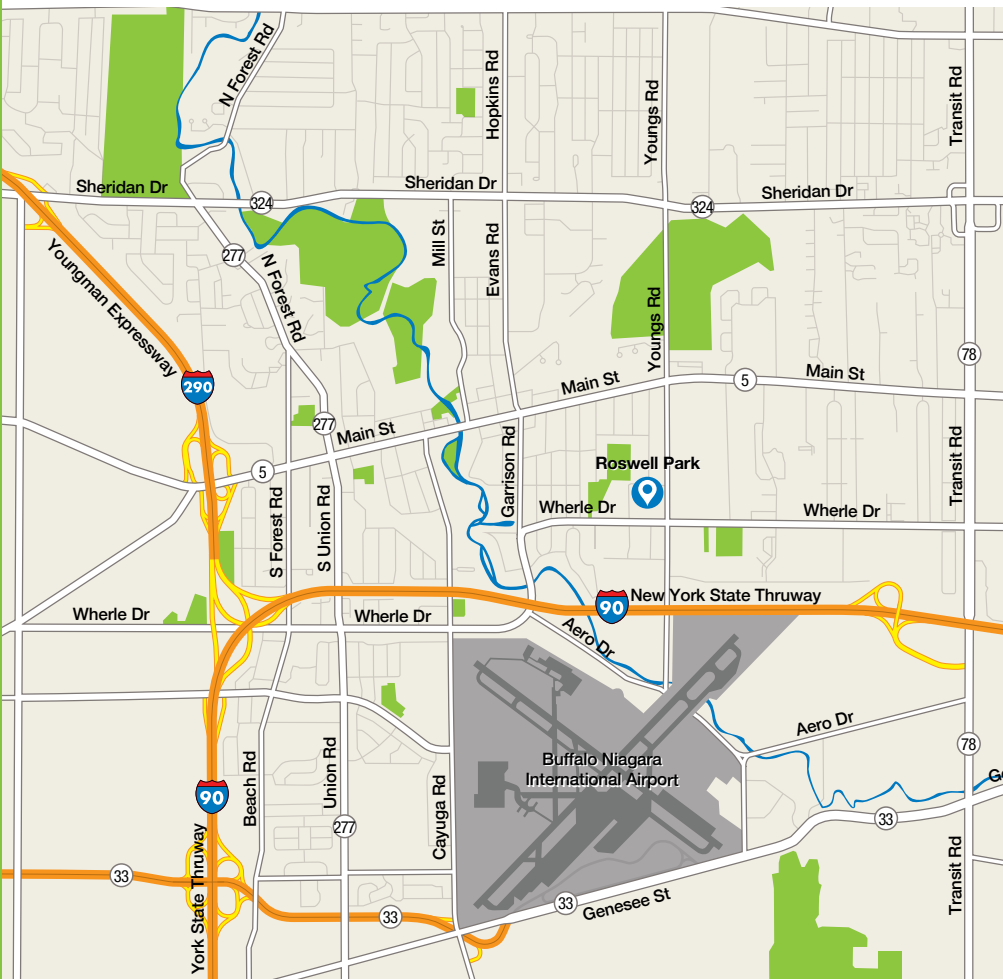 N Forest Rd
Hopkins Rd
Youngs Rd
Transit Rd
Sheridan Dr
Sheridan Dr
Sheridan Dr
324
324
277
N Forest Rd
Mill St
Evans Rd
Youngman Expressway
Youngs Rd
78
290
Main St
5
Main St
277
Main St
5
Roswell Park
Garrison Rd
Transit Rd
Wherle Dr
Wherle Dr
S Forest Rd
S Union Rd
90
New York State Thruway
Wherle Dr
Wherle Dr
Aero Dr
Aero Dr
78
Buffalo Niagara
International Airport
90
Beach Rd
Union Rd
Cayuga Rd
277
Ge
33
33
York State Thruway
33
33
Genesee St
Transit Rd